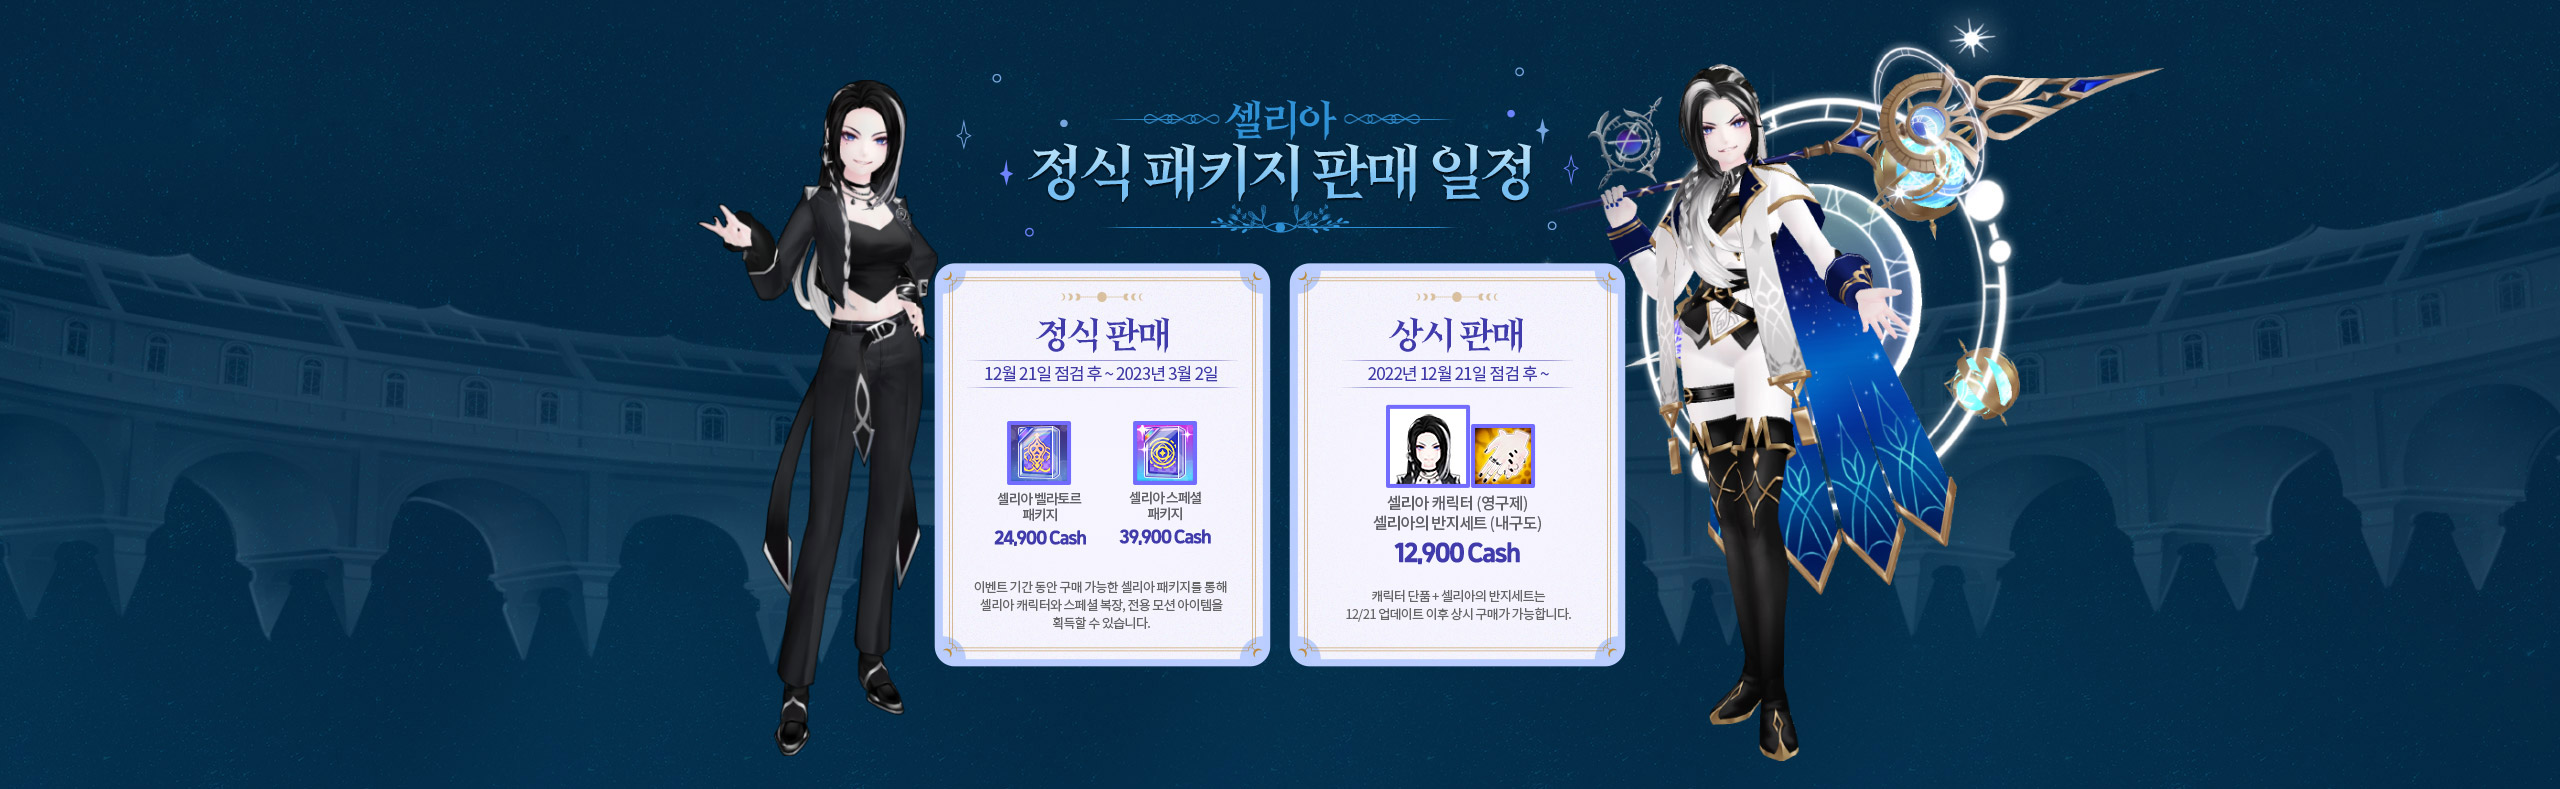 셀리아
정식 패키지 판매 일정
정식 판매
12월 21일 점검 후 ~ 2023년 3월 2일
셀리아 벨라토르
패키지
24,900 Cash
셀리아 스페셜
패키지
39,900 Cash
이벤트 기간 동안 구매 가능한 셀리아 패키지를 통해
셀리아 캐릭터와 스페셜 복장, 전용 모션 아이템을
획득할 수 있습니다.
상시 판매
2022년 12월 21일 점검 후 ~
셀리아 캐릭터 (영구제)
셀리아의 반지세트 (내구도)
12,900 Cash
캐릭터 단품 + 셀리아의 반지세트는
12/21 업데이트 이후 상시 구매가 가능합니다.